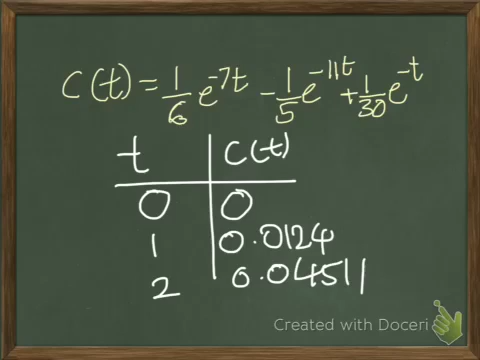 C(t) = 1/6 e^-7t - 1/5 e^-11t + 1/30 e^-t
t | C(t)
0 | 0
1 | 0.0124
2 | 0.04511
Created with Doceri